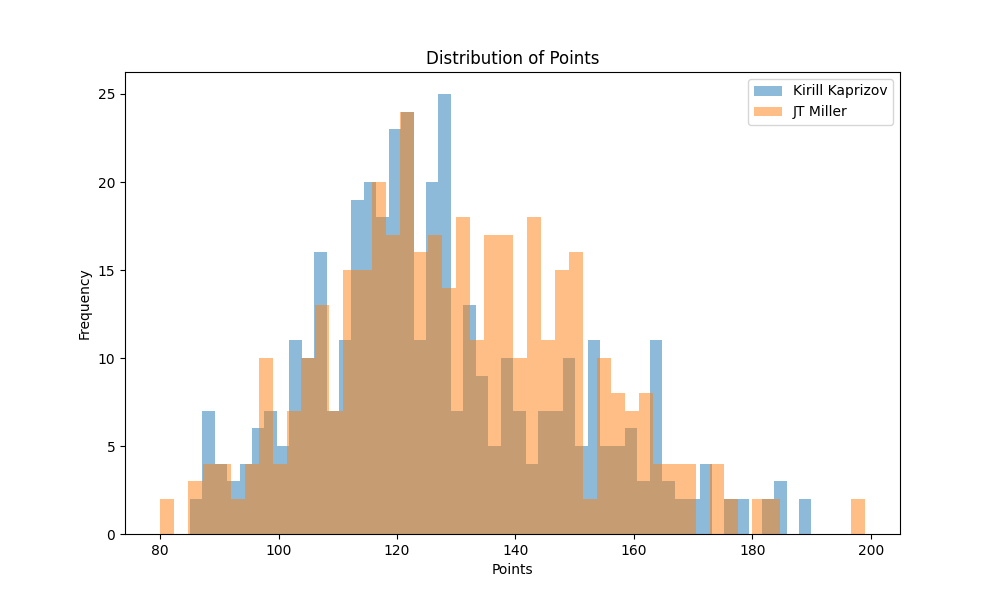 Distribution of Points
Kirill Kaprizov
JT Miller
Frequency
25
20
15
10
5
0
80 100 120 140 160 180 200
Points